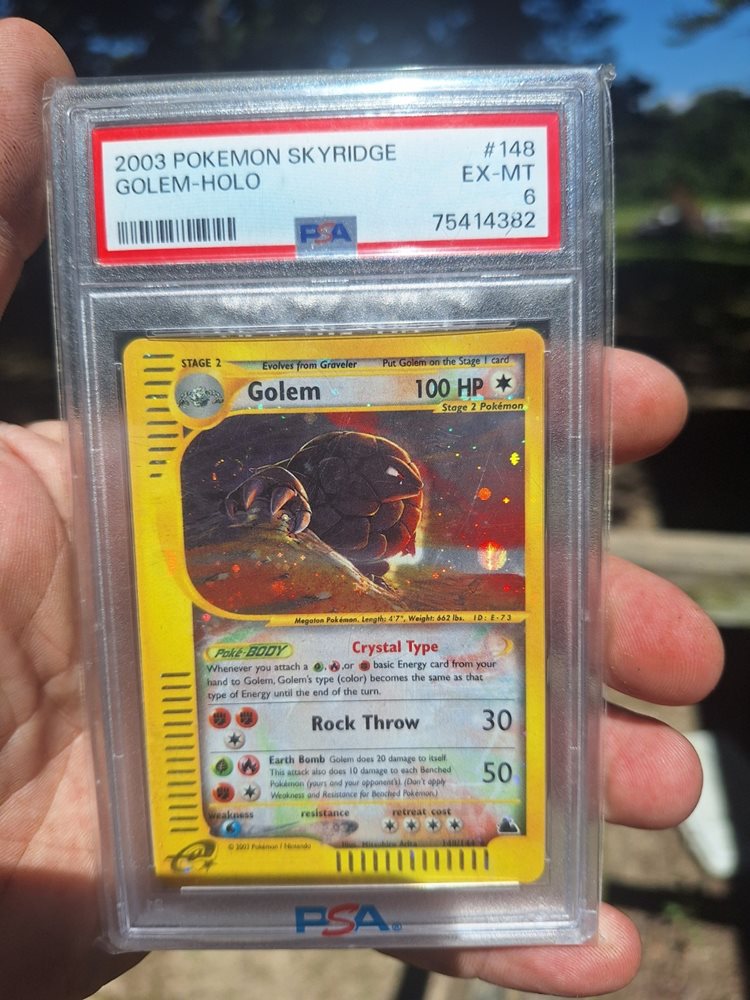 2003 POKEMON SKYRIDGE #148
GOLEM-HOLO EX-MT
6
75414382
PSA
STAGE 2 Evolves from Graveler Put Golem on the Stage 1 card
Golem 100 HP
Stage 2 Pokémon
Megaton Pokémon. Length: 4'7", Weight: 662 lbs. ID: E-73
Poké-BODY Crystal Type
Whenever you attach a , , or basic Energy card from your
hand to Golem, Golem's type (color) becomes the same as that
type of Energy until the end of the turn.
Rock Throw 30
Earth Bomb Golem does 20 damage to itself.
This attack also does 10 damage to each Benched
Pokémon (yours and your opponent's). (Don't apply
Weakness and Resistance for Benched Pokémon.)
50
weakness resistance retreat cost
e
© 2003 Pokémon / Nintendo
PSA